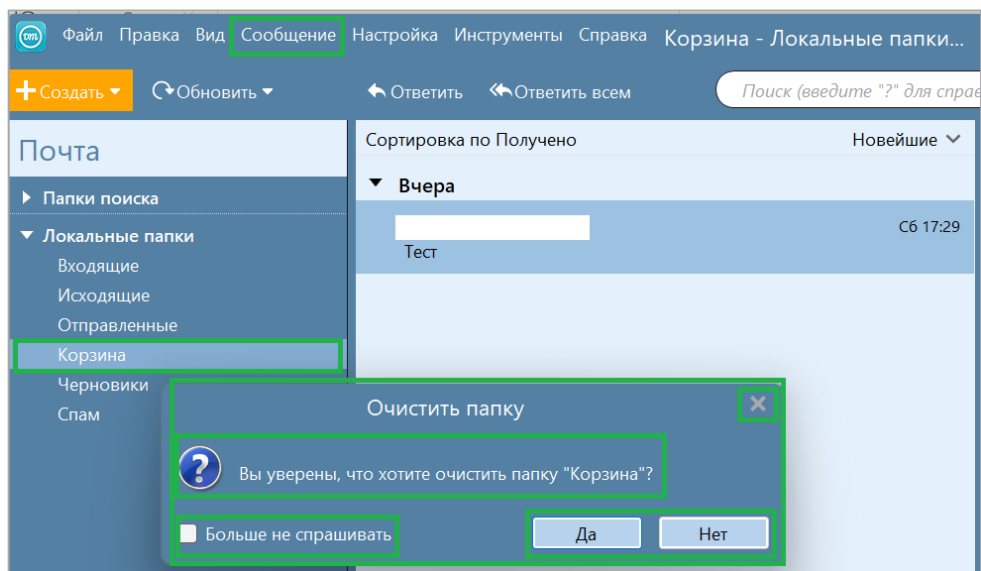 Файл Правка Вид Сообщение Настройка Инструменты Справка Корзина - Локальные папки...
Создать Обновить Ответить Ответить всем Поиск (введите "?" для
Почта
Сортировка по Получено Новейшие
Папки поиска
Вчера
Сб 17:29
Тест
Локальные папки
Входящие
Исходящие
Отправленные
Корзина
Черновики
Спам
Очистить папку
Вы уверены, что хотите очистить папку "Корзина"?
Больше не спрашивать
Да Нет